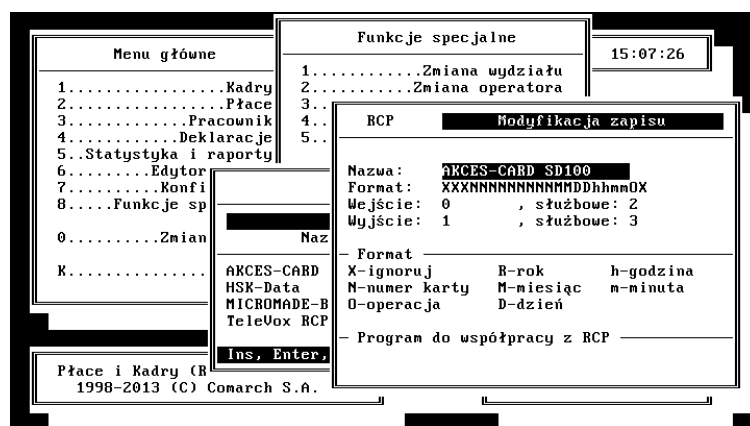 Menu główne
1................Kadry
2................Płace
3............Pracownik
4...........Deklaracje
5..Statystyka i raporty
6.........Edytor
7..........Konfi
8.....Funkcje sp
0..........Zmian
K...............
Funkcje specjalne
1............Zmiana wydziału
2..........Zmiana operatora
3..
4..
5..
15:07:26
Naz
AKCES-CARD
HSK-Data
MICROMADE-B
TeleVox RCP
Ins, Enter,
RCP Modyfikacja zapisu
Nazwa: AKCES-CARD SD100
Format: XXXNNNNNNNNNNMMDDhhmmOX
Wejście: 0 , służbowe: 2
Wyjście: 1 , służbowe: 3
Format
X-ignoruj R-rok h-godzina
N-numer karty M-miesiąc m-minuta
O-operacja D-dzień
Program do współpracy z RCP
Płace i Kadry (R
1998-2013 (C) Comarch S.A.